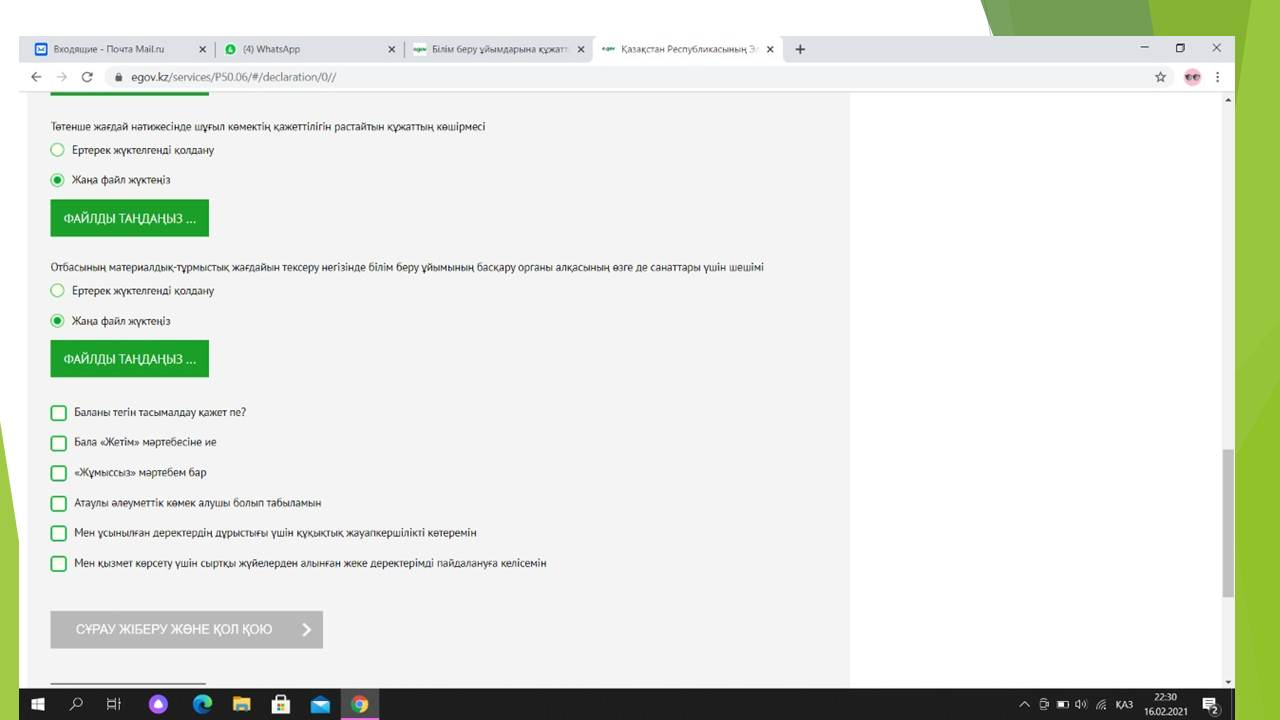 Входящие - Почта Mail.ru
(4) WhatsApp
egov Білім беру ұйымдарына құжатт
egov Қазақстан Республикасының Эл
egov.kz/services/P50.06/#/declaration/0//
Төтенше жағдай нәтижесінде шұғыл көмектің қажеттілігін растайтын құжаттың көшірмесі
Ертерек жүктелгенді қолдану
Жаңа файл жүктеңіз
ФАЙЛДЫ ТАҢДАҢЫЗ ...
Отбасының материалдық-тұрмыстық жағдайын тексеру негізінде білім беру ұйымының басқару органы алқасының өзге де санаттары үшін шешімі
Ертерек жүктелгенді қолдану
Жаңа файл жүктеңіз
ФАЙЛДЫ ТАҢДАҢЫЗ ...
Баланы тегін тасымалдау қажет пе?
Бала «Жетім» мәртебесіне ие
«Жұмыссыз» мәртебем бар
Атаулы әлеуметтік көмек алушы болып табыламын
Мен ұсынылған деректердің дұрыстығы үшін құқықтық жауапкершілікті көтеремін
Мен қызмет көрсету үшін сыртқы жүйелерден алынған жеке деректерімді пайдалануға келісемін
СҰРАУ ЖІБЕРУ ЖӘНЕ ҚОЛ ҚОЮ
ҚАЗ
22:30
16.02.2021
2